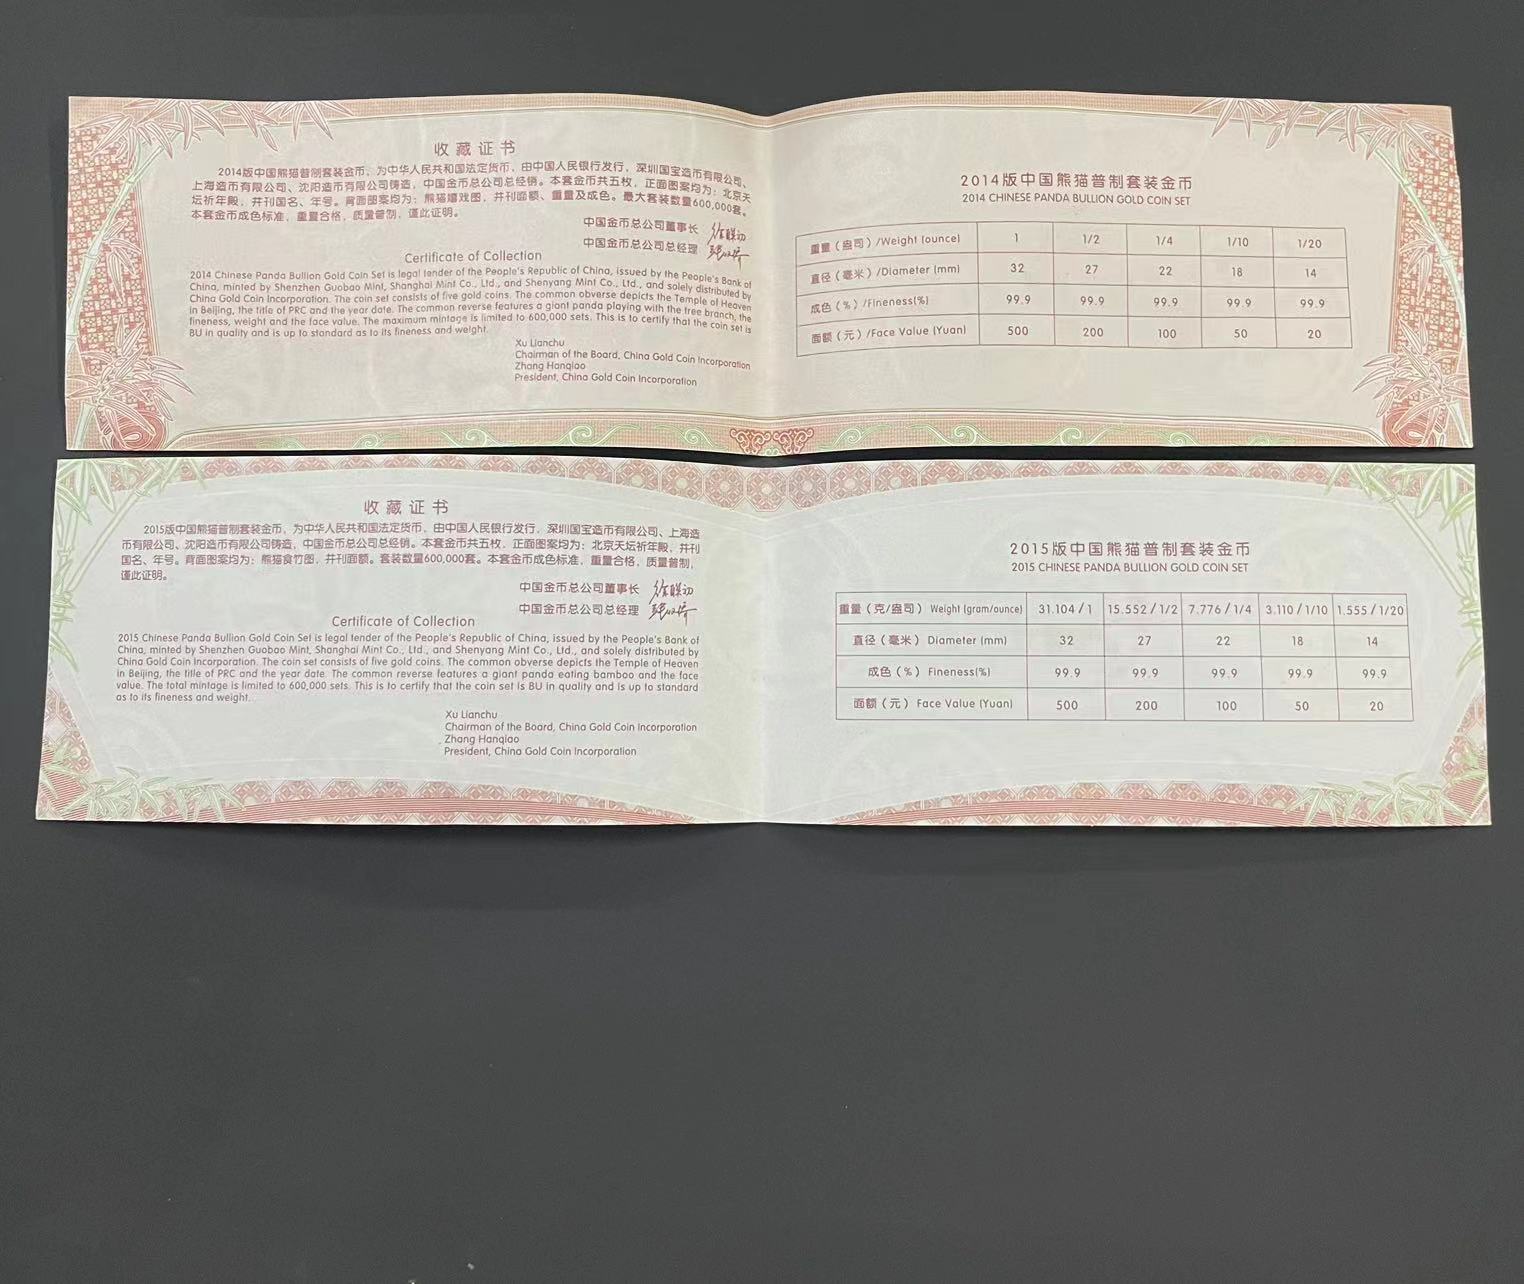 收藏证书
2014版中国熊猫普制套装金币，为中华人民共和国法定货币，由中国人民银行发行，深圳国宝造币有限公司、
上海造币有限公司、沈阳造币有限公司铸造，中国金币总公司总经销。本套金币共五枚，正面图案均为：北京天
坛祈年殿，并刊国名、年号。背面图案均为：熊猫嬉戏图，并刊面额、重量及成色。最大套装数量600,000套。
本套金币成色标准，重量合格，质量普制，谨此证明。
中国金币总公司董事长
中国金币总公司总经理
Certificate of Collection
2014 Chinese Panda Bullion Gold Coin Set is legal tender of the People's Republic of China, issued by the People's Bank of
China, minted by Shenzhen Guobao Mint, Shanghai Mint Co., Ltd., and Shenyang Mint Co., Ltd., and solely distributed by
China Gold Coin Incorporation. The coin set consists of five gold coins. The common obverse depicts the Temple of Heaven
in Beijing, the title of PRC and the year date. The common reverse features a giant panda playing with the tree branch, the
fineness, weight and the face value. The maximum mintage is limited to 600,000 sets. This is to certify that the coin set is
BU in quality and is up to standard as to its fineness and weight.
Xu Lianchu
Chairman of the Board, China Gold Coin Incorporation
Zhang Hanqiao
President, China Gold Coin Incorporation
2014版中国熊猫普制套装金币
2014 CHINESE PANDA BULLION GOLD COIN SET
重量（盎司）/Weight (ounce) 1 1/2 1/4 1/10 1/20
直径（毫米）/Diameter (mm) 32 27 22 18 14
成色（%）/Fineness(%) 99.9 99.9 99.9 99.9 99.9
面额（元）/Face Value (Yuan) 500 200 100 50 20
收藏证书
2015版中国熊猫普制套装金币，为中华人民共和国法定货币，由中国人民银行发行，深圳国宝造币有限公司、上海造
币有限公司、沈阳造币有限公司铸造，中国金币总公司总经销。本套金币共五枚，正面图案均为：北京天坛祈年殿，并刊
国名、年号。背面图案均为：熊猫食竹图，并刊面额。套装数量600,000套。本套金币成色标准，重量合格，质量普制，
谨此证明。
中国金币总公司董事长
中国金币总公司总经理
Certificate of Collection
2015 Chinese Panda Bullion Gold Coin Set is legal tender of the People's Republic of China, issued by the People's Bank of
China, minted by Shenzhen Guobao Mint, Shanghai Mint Co., Ltd., and Shenyang Mint Co., Ltd., and solely distributed by
China Gold Coin Incorporation. The coin set consists of five gold coins. The common obverse depicts the Temple of Heaven
in Beijing, the title of PRC and the year date. The common reverse features a giant panda eating bamboo and the face
value. The total mintage is limited to 600,000 sets. This is to certify that the coin set is BU in quality and is up to standard
as to its fineness and weight.
Xu Lianchu
Chairman of the Board, China Gold Coin Incorporation
Zhang Hanqiao
President, China Gold Coin Incorporation
2015版中国熊猫普制套装金币
2015 CHINESE PANDA BULLION GOLD COIN SET
重量（克/盎司） Weight (gram/ounce) 31.104 / 1 15.552 / 1/2 7.776 / 1/4 3.110 / 1/10 1.555 / 1/20
直径（毫米） Diameter (mm) 32 27 22 18 14
成色（%） Fineness(%) 99.9 99.9 99.9 99.9 99.9
面额（元） Face Value (Yuan) 500 200 100 50 20